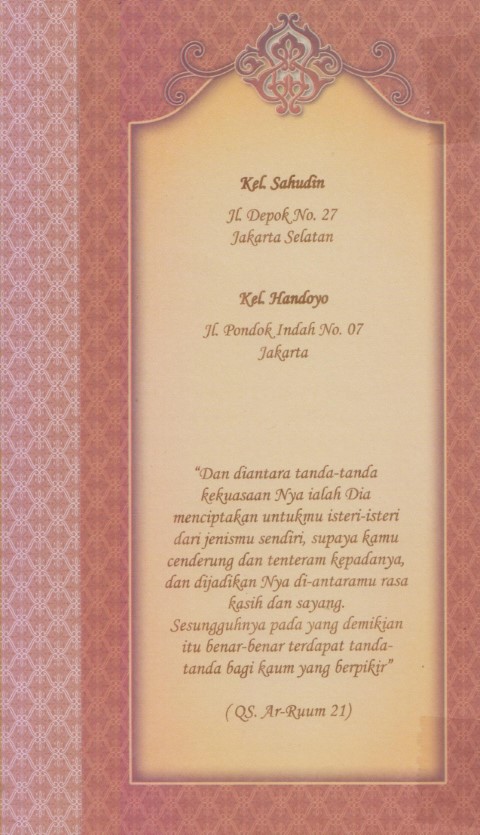 Kel. Sahudin
Jl. Depok No. 27
Jakarta Selatan
Kel. Handoyo
Jl. Pondok Indah No. 07
Jakarta
“Dan diantara tanda-tanda
kekuasaan Nya ialah Dia
menciptakan untukmu isteri-isteri
dari jenismu sendiri, supaya kamu
cenderung dan tenteram kepadanya,
dan dijadikan Nya di-antaramu rasa
kasih dan sayang.
Sesungguhnya pada yang demikian
itu benar-benar terdapat tanda-
tanda bagi kaum yang berpikir”
( QS. Ar-Ruum 21)